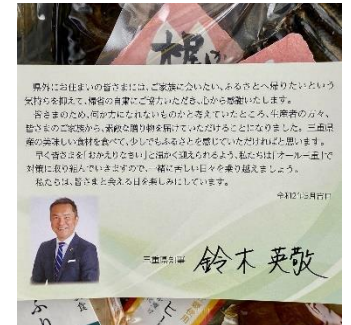 県外にお住まいの皆さまには、ご家族に会いたい、ふるさとへ帰りたいという
気持ちを抑えて、帰省の自粛にご協力いただき、心から感謝いたします。
皆さまのため、何か力になれないものかと考えていたところ、生産者の方々、
皆さまのご家族から、素敵な贈り物を届けていただけることになりました。三重県
産の美味しい食材を食べて、少しでもふるさとを感じていただければと思います。
早く皆さまを「おかえりなさい」と温かく迎えられるよう、私たちは「オール三重」で
対策に取り組んでいきますので、一緒に苦しい日々を乗り越えましょう。
私たちは、皆さまと会える日を楽しみにしています。
令和2年5月吉日
三重県知事 鈴木 英敬
ふり